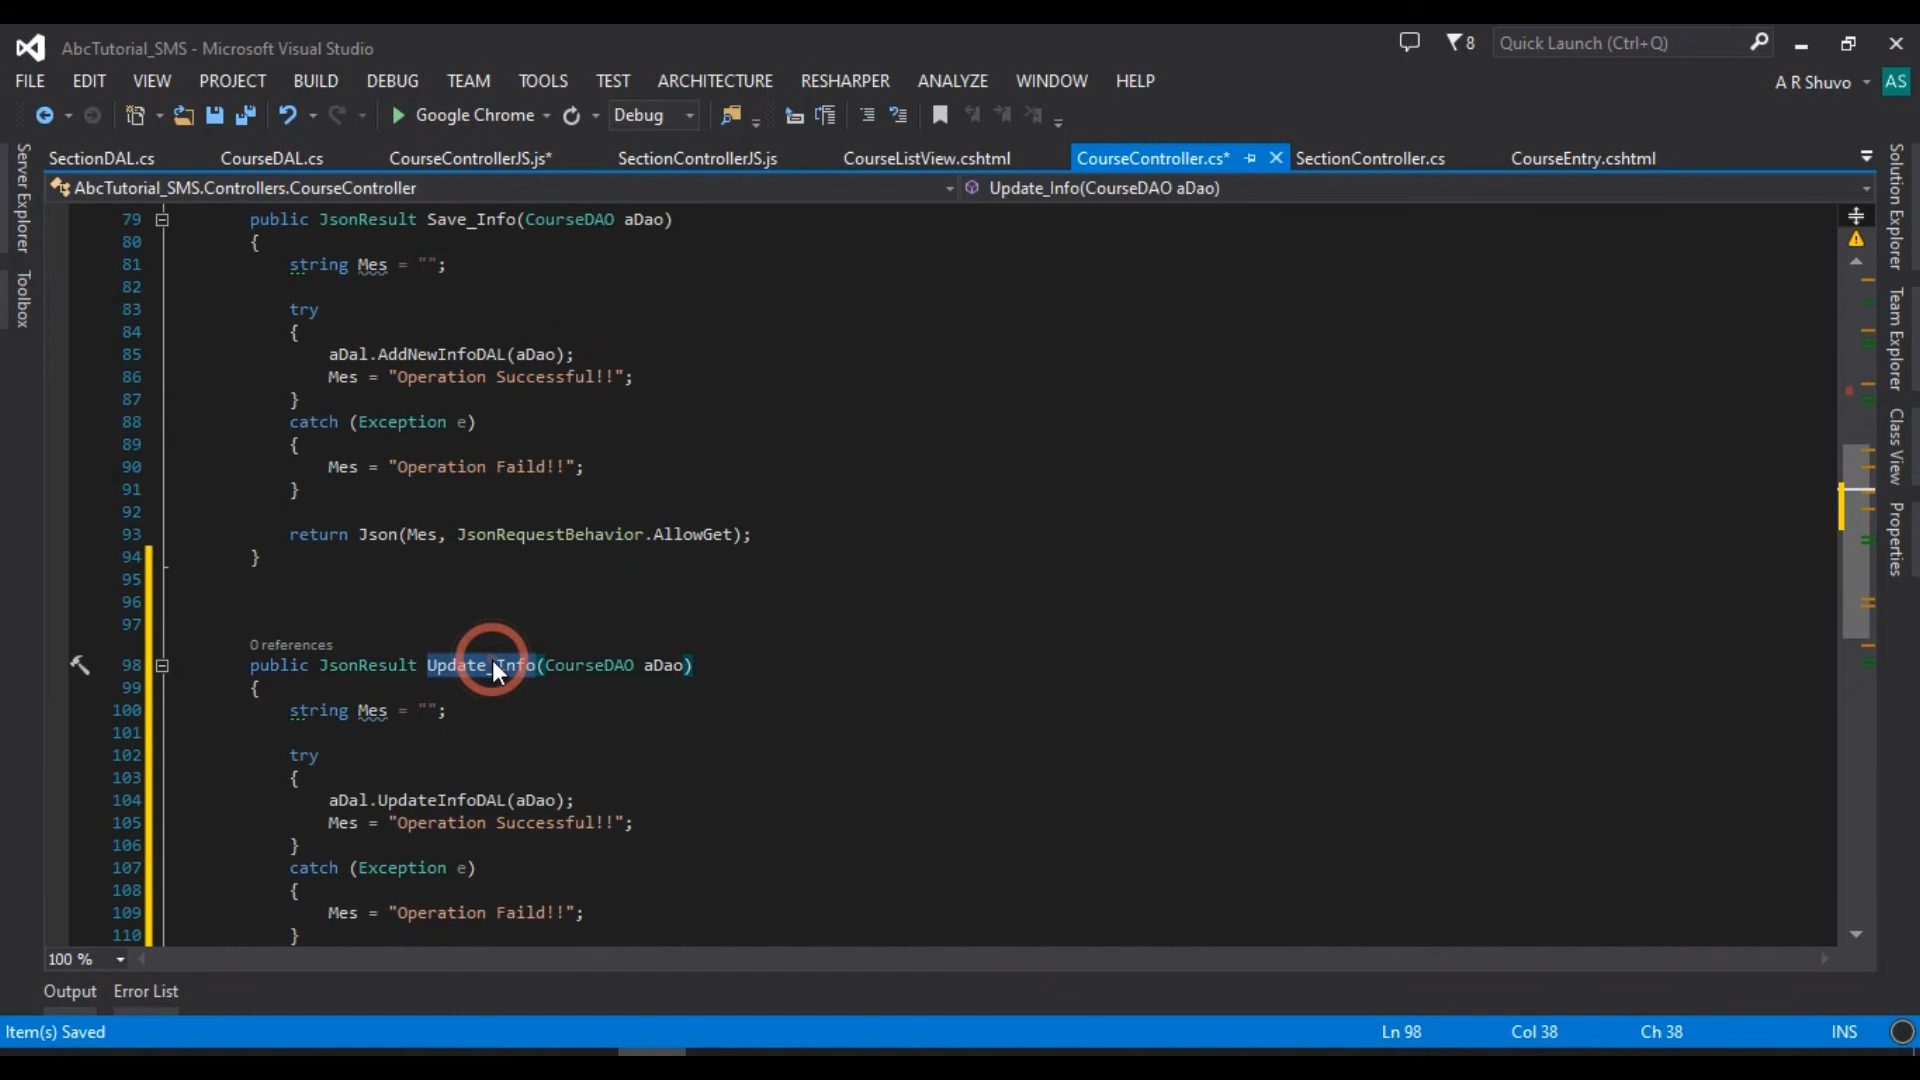 AbcTutorial_SMS - Microsoft Visual Studio
8
Quick Launch (Ctrl+Q)
FILE EDIT VIEW PROJECT BUILD DEBUG TEAM TOOLS TEST ARCHITECTURE RESHARPER ANALYZE WINDOW HELP
A R Shuvo
AS
Google Chrome
Debug
SectionDAL.cs CourseDAL.cs CourseControllerJS.js* SectionControllerJS.js CourseListView.cshtml CourseController.cs* SectionController.cs CourseEntry.cshtml
AbcTutorial_SMS.Controllers.CourseController
Update_Info(CourseDAO aDao)
Server Explorer
Toolbox
Solution Explorer
Team Explorer
Class View
Properties
79 public JsonResult Save_Info(CourseDAO aDao)
80 {
81 string Mes = "";
82
83 try
84 {
85 aDal.AddNewInfoDAL(aDao);
86 Mes = "Operation Successful!!";
87 }
88 catch (Exception e)
89 {
90 Mes = "Operation Faild!!";
91 }
92
93 return Json(Mes, JsonRequestBehavior.AllowGet);
94 }
95
96
97
0 references
98 public JsonResult Update_Info(CourseDAO aDao)
99 {
100 string Mes = "";
101
102 try
103 {
104 aDal.UpdateInfoDAL(aDao);
105 Mes = "Operation Successful!!";
106 }
107 catch (Exception e)
108 {
109 Mes = "Operation Faild!!";
110 }
100 %
Output Error List
Item(s) Saved
Ln 98 Col 38 Ch 38 INS